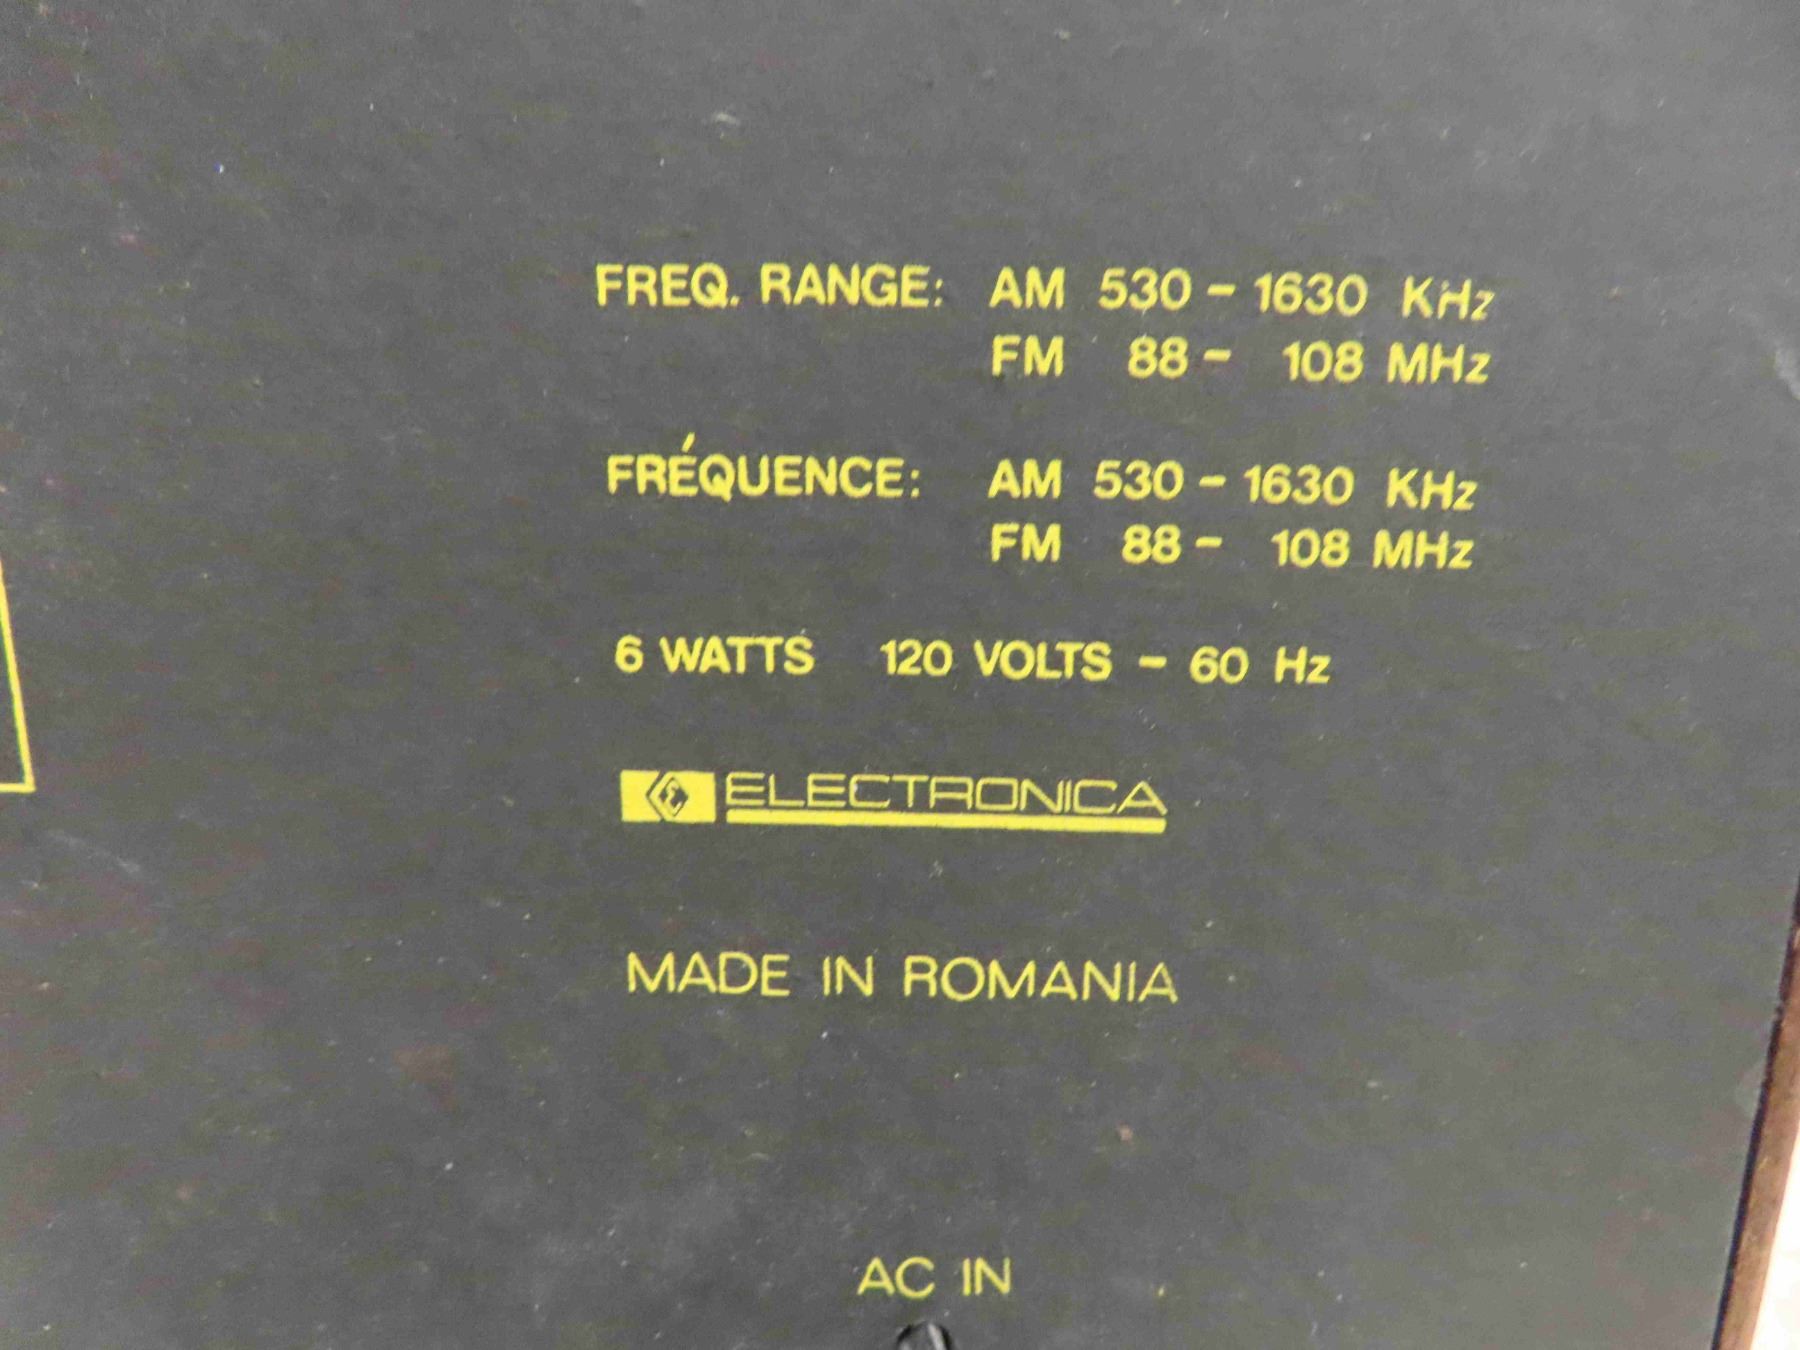 FREQ. RANGE: AM 530 - 1630 KHz
FM 88 - 108 MHz
FRÉQUENCE: AM 530 - 1630 KHz
FM 88 - 108 MHz
6 WATTS 120 VOLTS - 60 Hz
E ELECTRONICA
MADE IN ROMANIA
AC IN